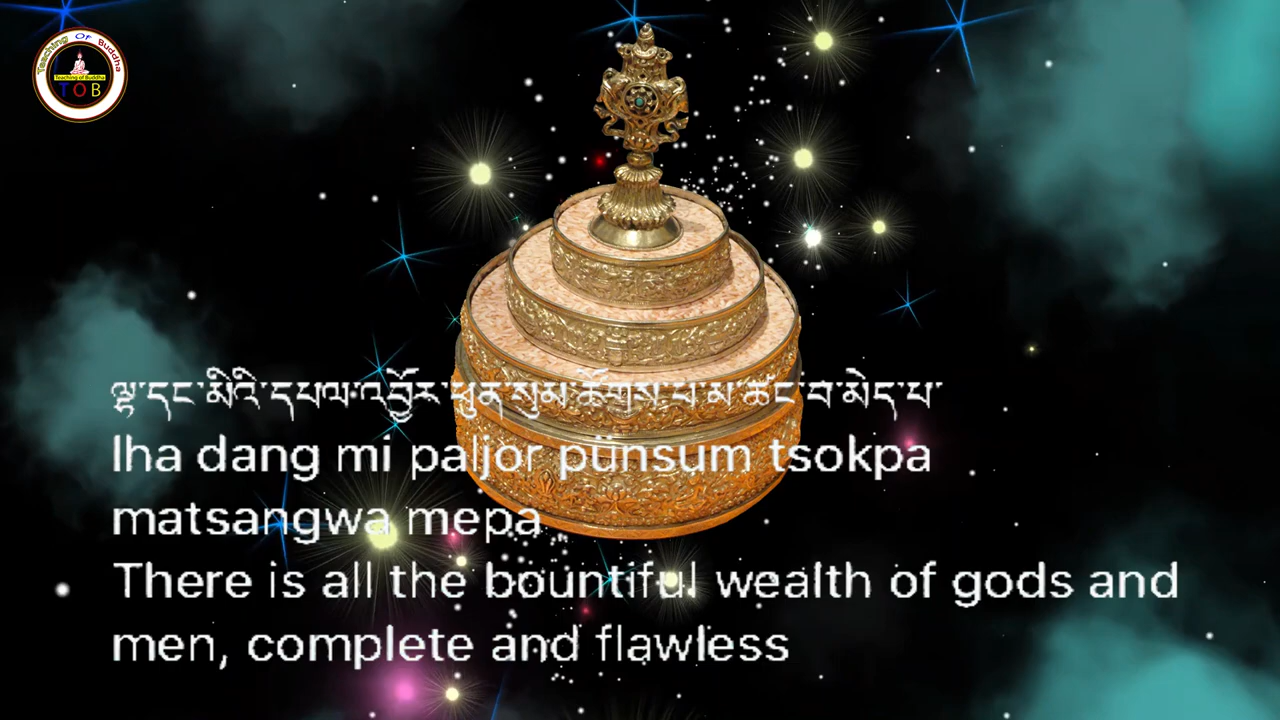 Teaching Of Buddha
Teaching of Buddha
TOB
ལྷ་དང་མིའི་དཔལ་འབྱོར་ཕུན་སུམ་ཚོགས་པ་མ་ཚང་བ་མེད་པ་
lha dang mi paljor pünsum tsokpa
matsangwa mepa
There is all the bountiful wealth of gods and
men, complete and flawless